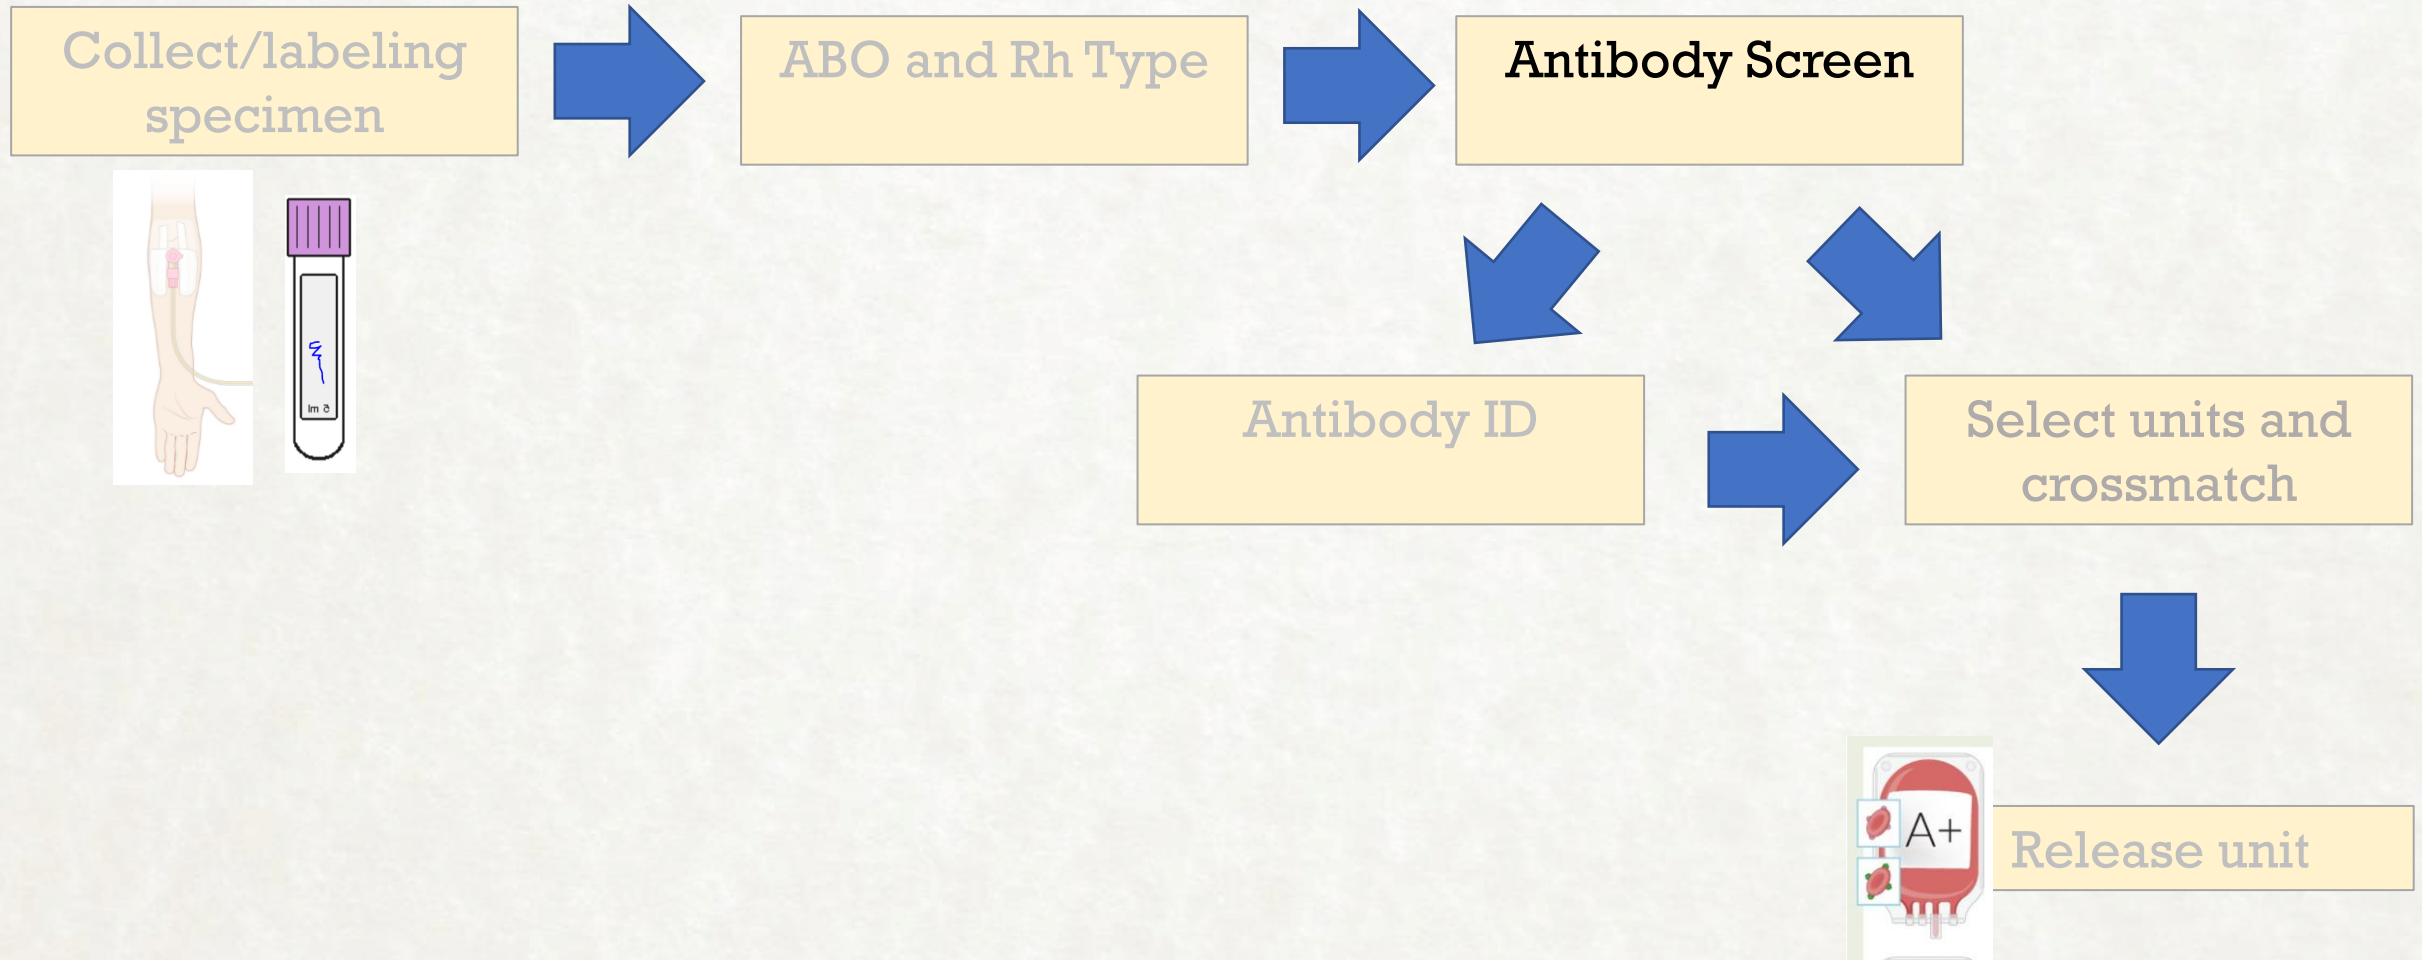 Collect/labeling
specimen
ABO and Rh Type
Antibody Screen
Antibody ID
Select units and
crossmatch
A+
Release unit